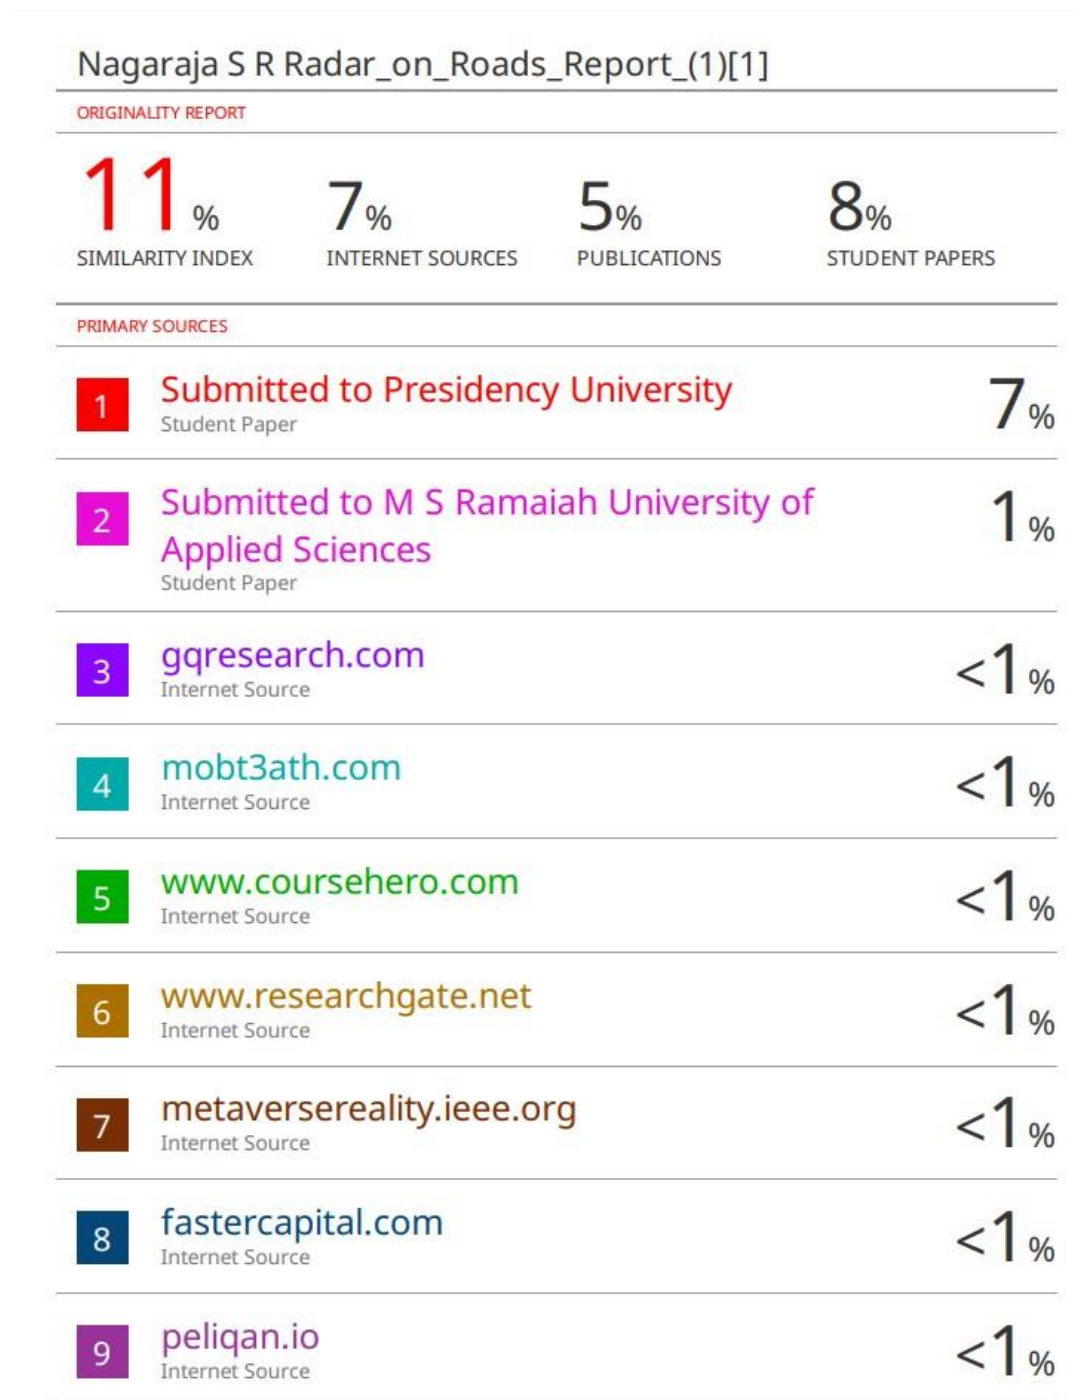 Nagaraja S R Radar_on_Roads_Report_(1)[1]
ORIGINALITY REPORT
11% 7% 5% 8%
SIMILARITY INDEX INTERNET SOURCES PUBLICATIONS STUDENT PAPERS
PRIMARY SOURCES
1 Submitted to Presidency University 7%
Student Paper
2 Submitted to M S Ramaiah University of 1%
Applied Sciences
Student Paper
3 gqresearch.com <1%
Internet Source
4 mobt3ath.com <1%
Internet Source
5 www.coursehero.com <1%
Internet Source
6 www.researchgate.net <1%
Internet Source
7 metaversereality.ieee.org <1%
Internet Source
8 fastercapital.com <1%
Internet Source
9 peliqan.io <1%
Internet Source